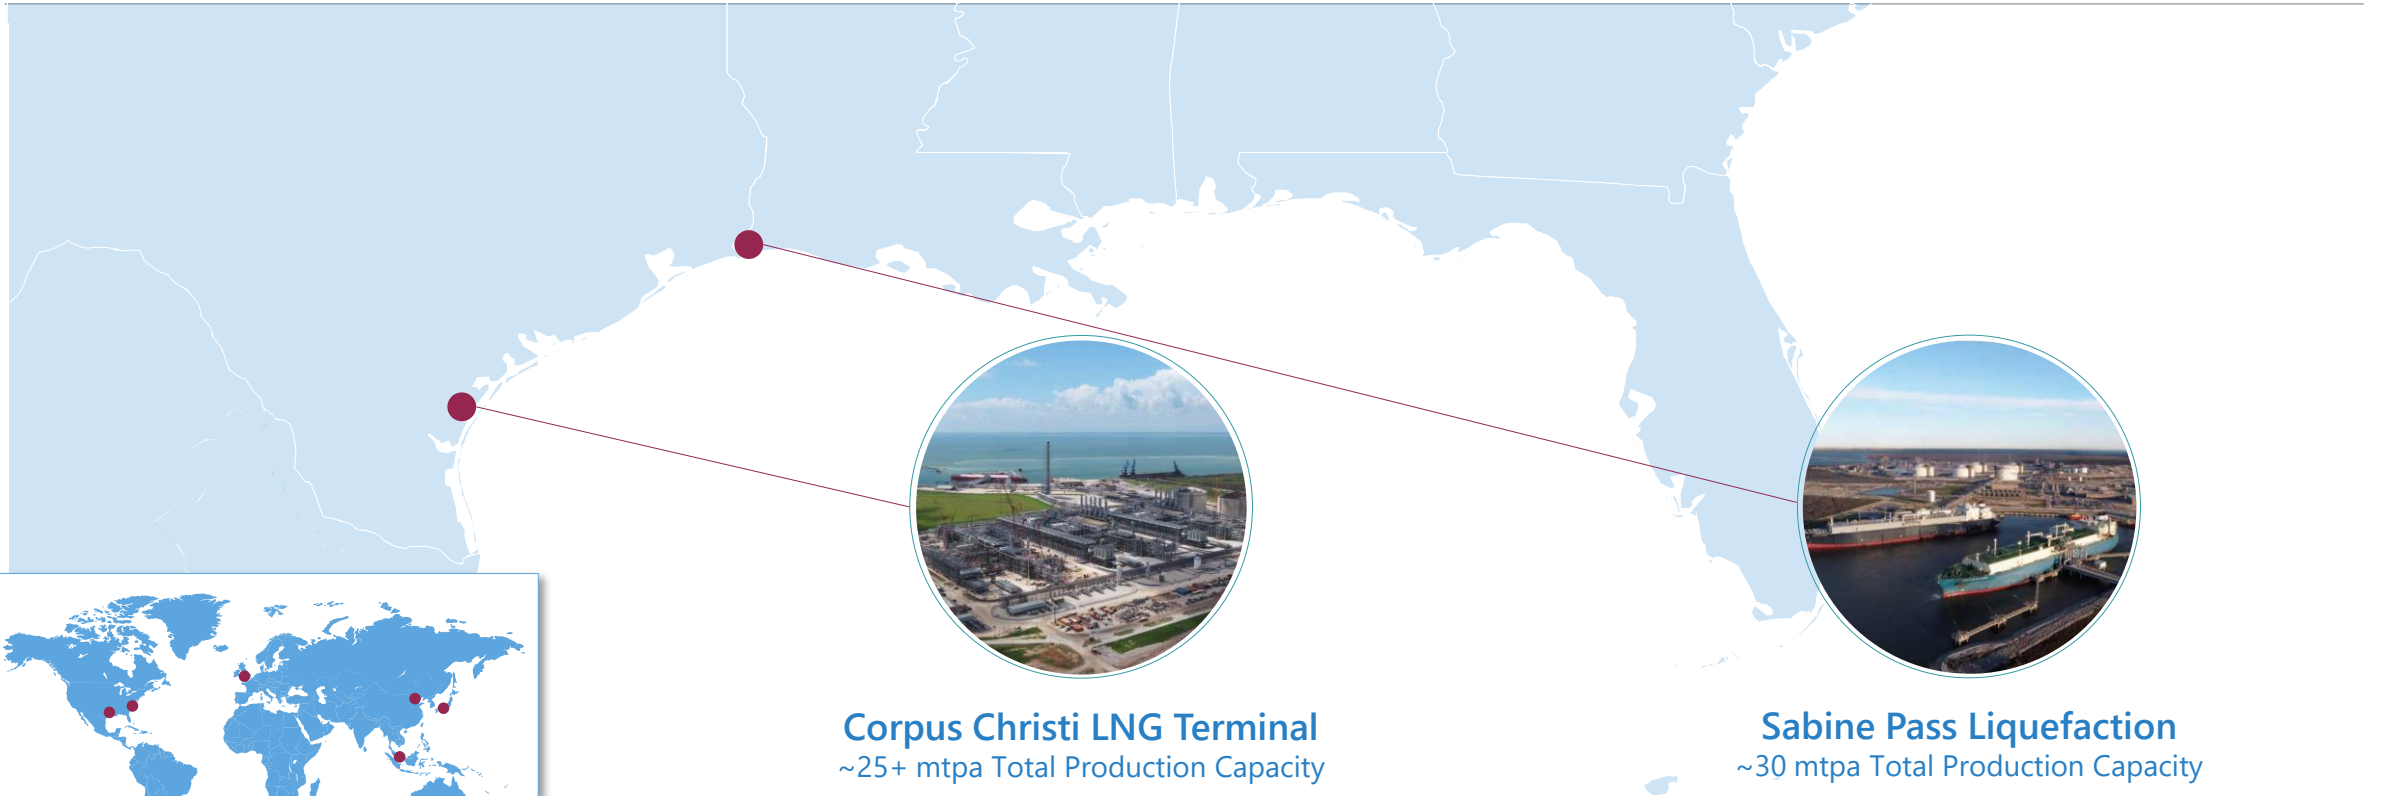 Corpus Christi LNG Terminal
~25+ mtpa Total Production Capacity
Sabine Pass Liquefaction
~30 mtpa Total Production Capacity